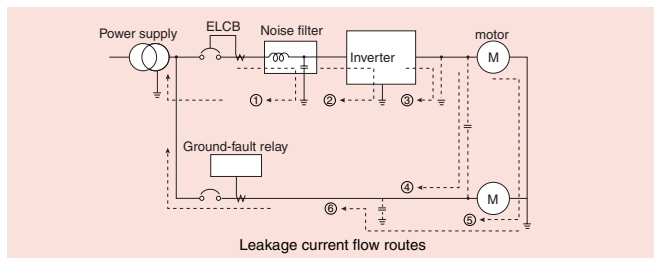 Power supply
ELCB
Noise filter
motor
Inverter
M
①
②
③
Ground-fault relay
④
M
⑥
⑤
Leakage current flow routes